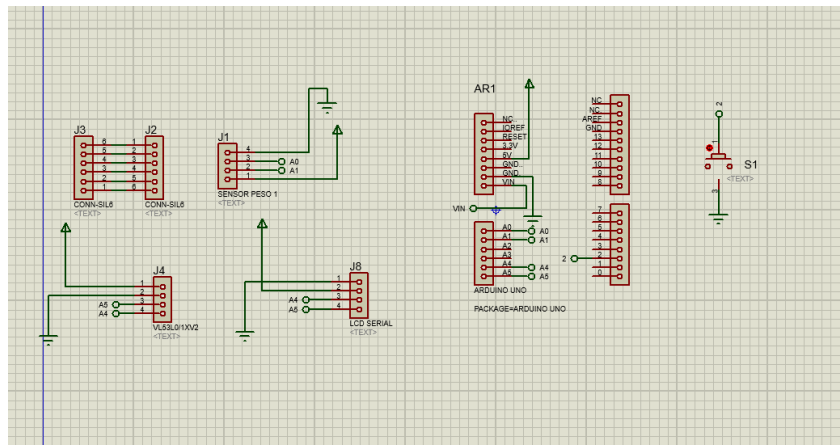 AR1
NC
IOREF
RESET
3.3V
5V
GND
GND
VIN
VIN
A0
A1
A2
A3
A4
A5
A0
A1
A4
A5
ARDUINO UNO
PACKAGE=ARDUINO UNO
NC
NC
AREF
GND
13
12
11
10
9
8
7
6
5
4
3
2
1
0
2
2
1
S1
<TEXT>
3
J3
6
5
4
3
2
1
CONN-SIL6
<TEXT>
J2
1
2
3
4
5
6
CONN-SIL6
<TEXT>
J1
4
3
2
1
A0
A1
SENSOR PESO 1
<TEXT>
J4
1
2
3
4
A5
A4
VL53L0/1XV2
<TEXT>
J8
1
2
3
4
A4
A5
LCD SERIAL
<TEXT>